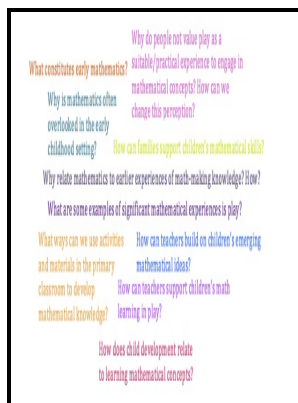 Why do people not value play as a
suitable/practical experience to engage in
mathematical concepts? How can we
change this perception?
What constitutes early mathematics?
Why is mathematics often
overlooked in the early
childhood setting?
How can families support children's mathematical skills?
Why relate mathematics to earlier experiences of math-making knowledge? How?
What are some examples of significant mathematical experiences is play?
What ways can we use activities
and materials in the primary
classroom to develop
mathematical knowledge?
How can teachers build on children's emerging
mathematical ideas?
How can teachers support children's math
learning in play?
How does child development relate
to learning mathematical concepts?